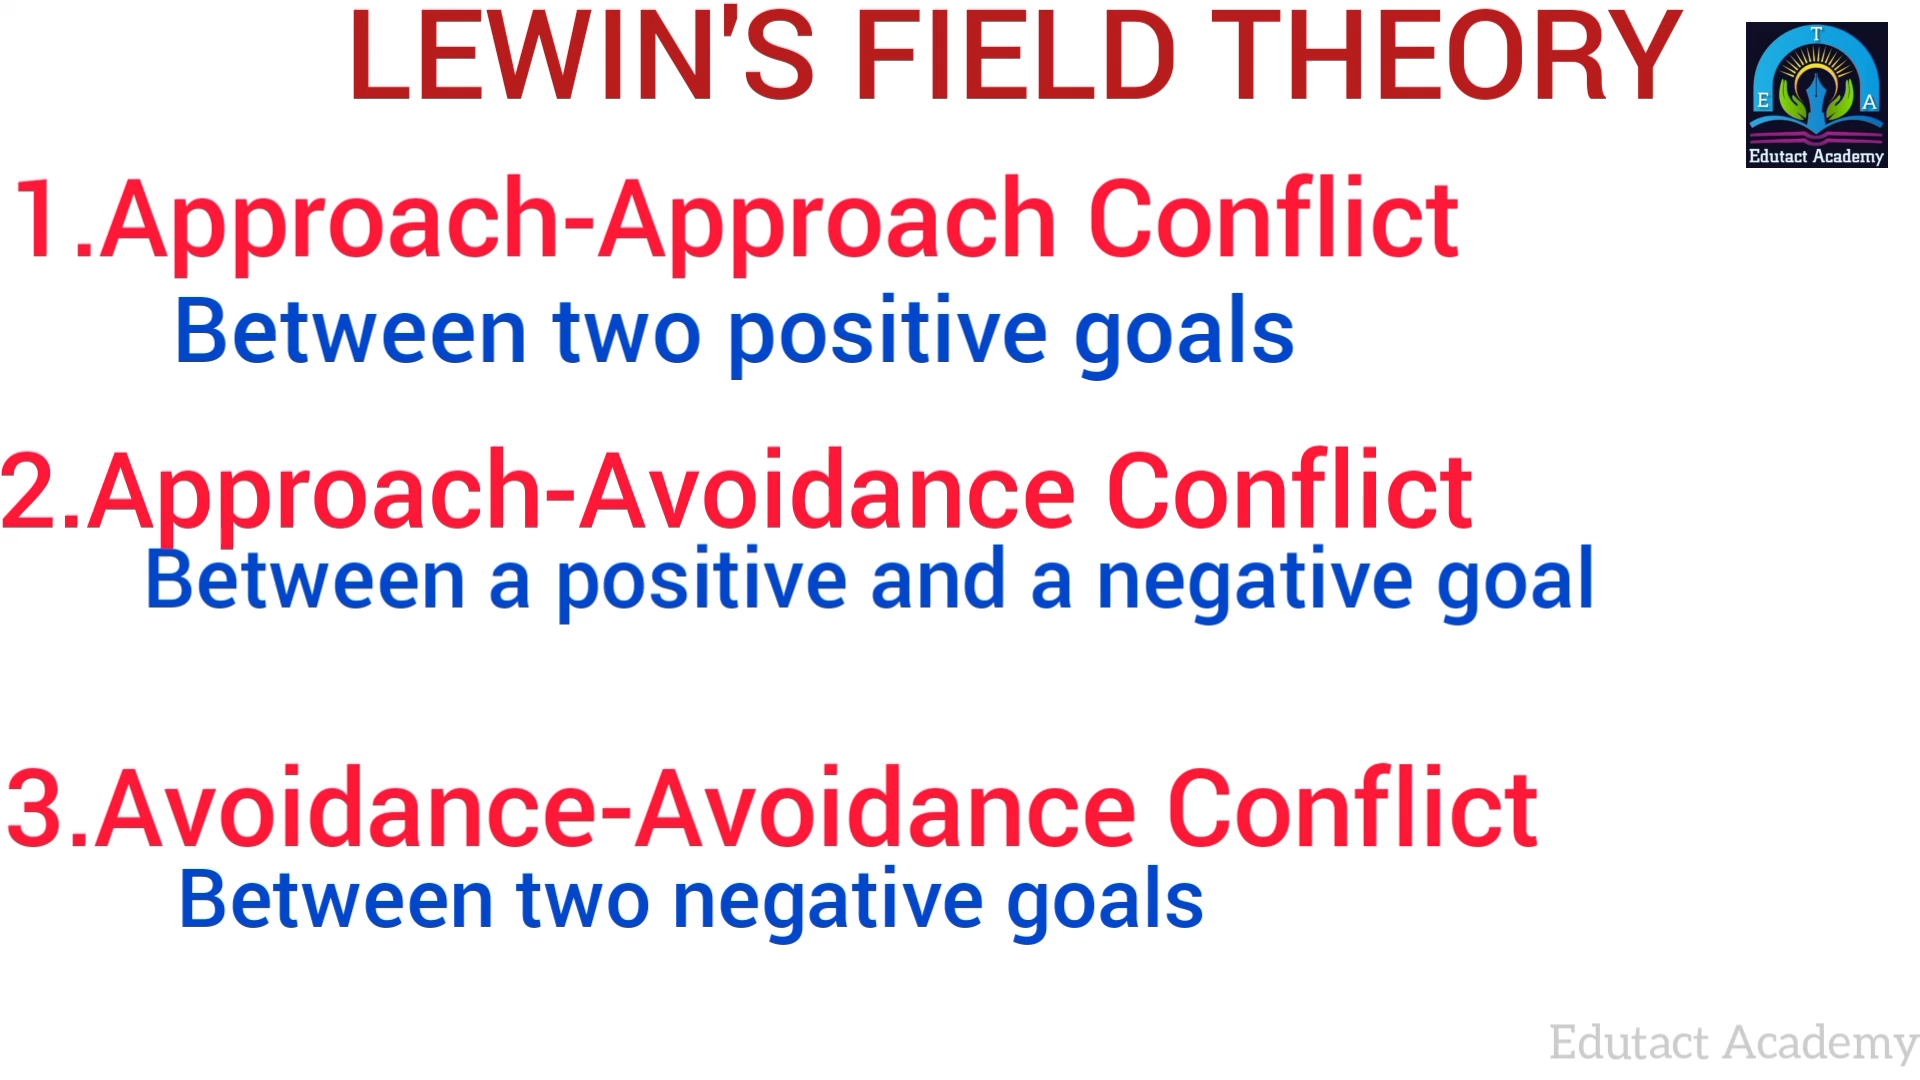 LEWIN'S FIELD THEORY
T
E A
Edutact Academy
1.Approach-Approach Conflict
Between two positive goals
2.Approach-Avoidance Conflict
Between a positive and a negative goal
3.Avoidance-Avoidance Conflict
Between two negative goals
Edutact Academy